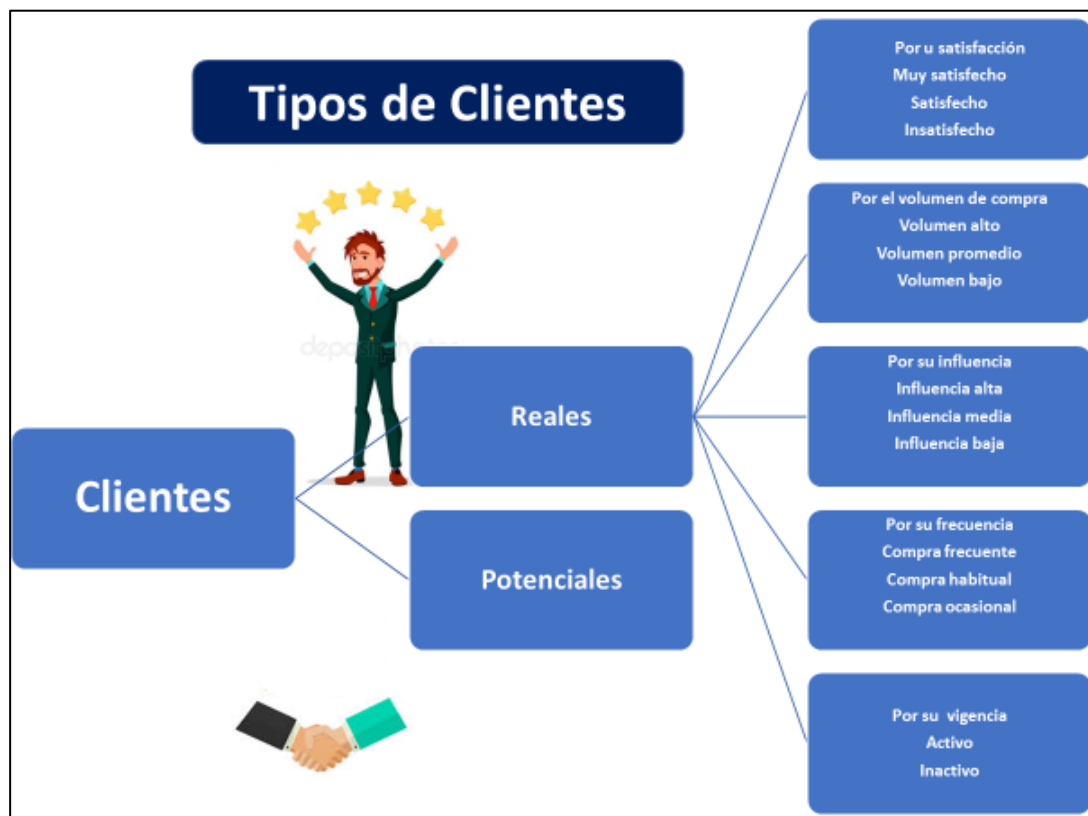 Tipos de Clientes
Clientes
Reales
Potenciales
Por u satisfacción
Muy satisfecho
Satisfecho
Insatisfecho
Por el volumen de compra
Volumen alto
Volumen promedio
Volumen bajo
Por su influencia
Influencia alta
Influencia media
Influencia baja
Por su frecuencia
Compra frecuente
Compra habitual
Compra ocasional
Por su vigencia
Activo
Inactivo